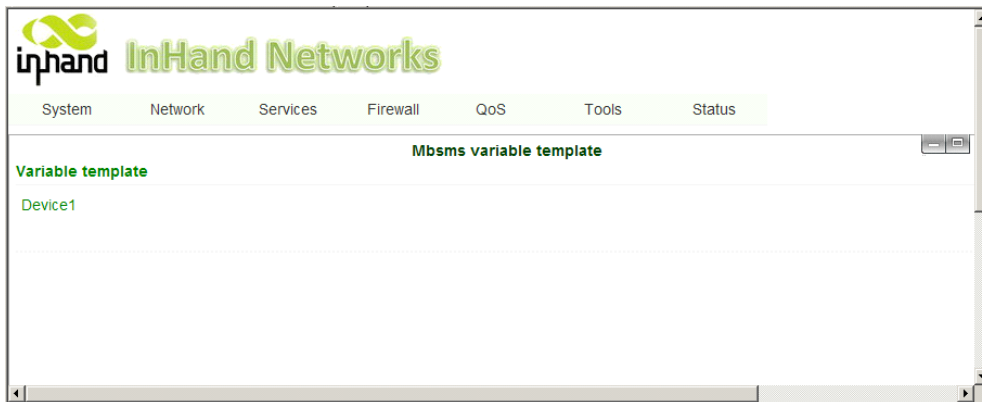 inhand InHand Networks
System Network Services Firewall QoS Tools Status
Mbsms variable template
Variable template
Device1